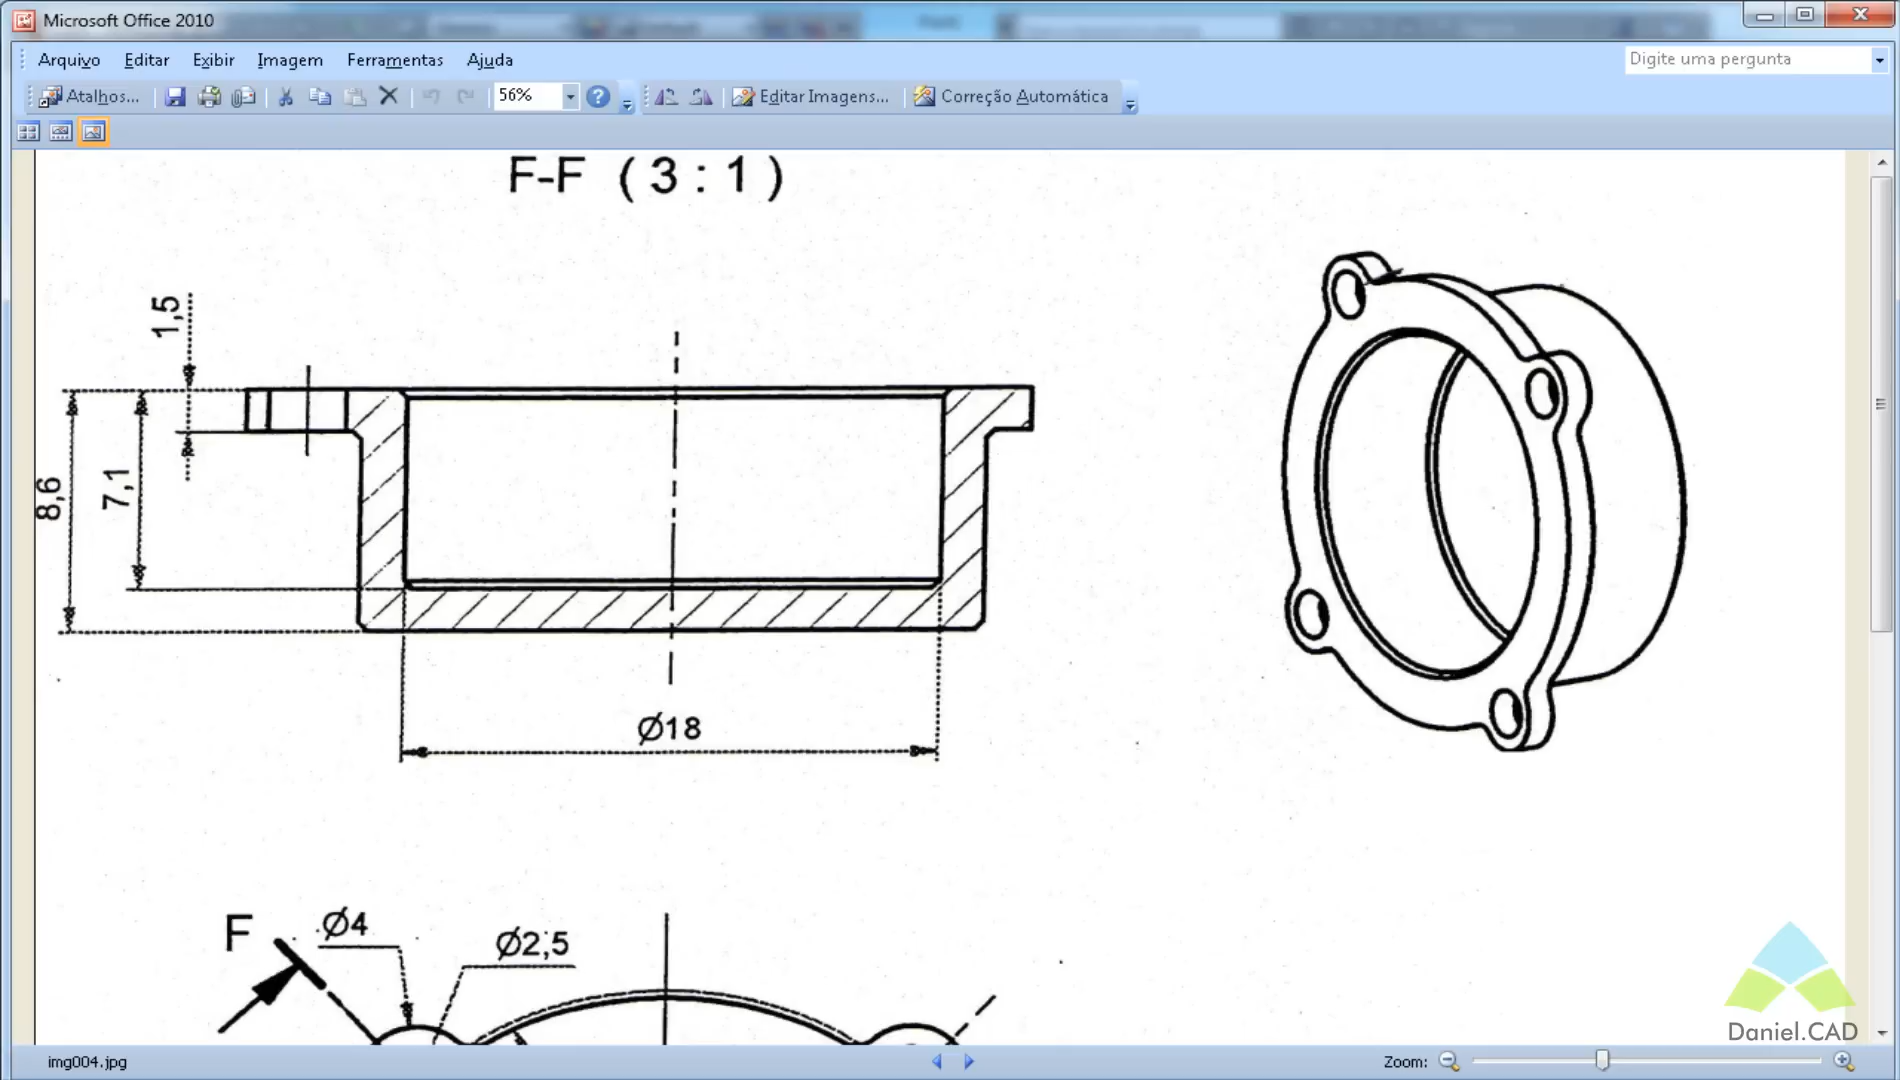 Microsoft Office 2010
Arquivo Editar Exibir Imagem Ferramentas Ajuda
Digite uma pergunta
Atalhos... 56% Editar Imagens... Correção Automática
F-F (3:1)
1,5
8,6
7,1
Ø18
F
Ø4
Ø2,5
Daniel.CAD
img004.jpg
Zoom: